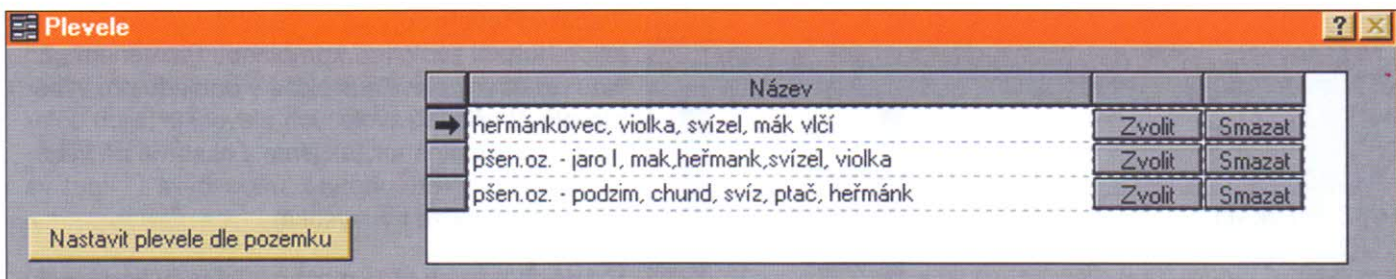 Plevele
Název
heřmánkovec, violka, svízel, mák vlčí Zvolit Smazat
pšen.oz. - jaro I, mak,heřmank,svízel, violka Zvolit Smazat
pšen.oz. - podzim, chund, svíz, ptač, heřmánk Zvolit Smazat
Nastavit plevele dle pozemku